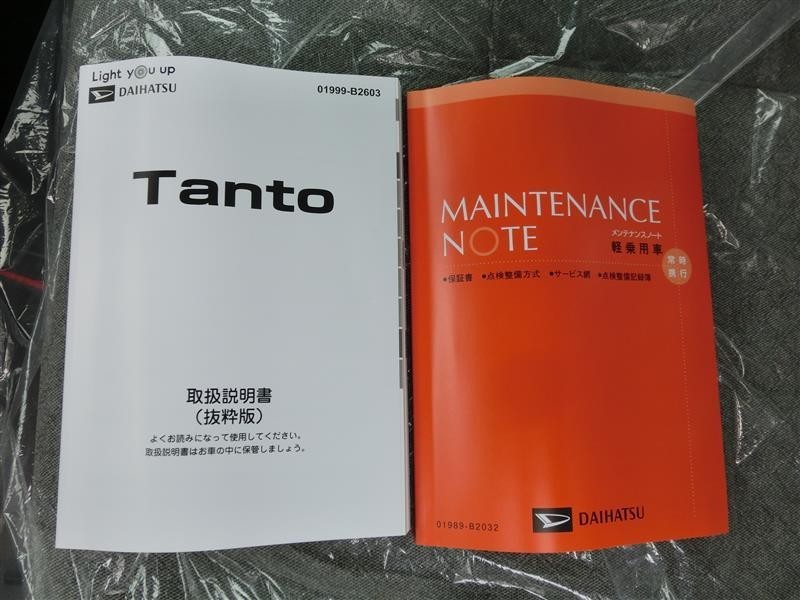 Light you up
DAIHATSU
01999-B2603
Tanto
取扱説明書
（抜粋版）
よくお読みになって使用してください。
取扱説明書はお車の中に保管しましょう。
MAINTENANCE
NOTE
メンテナンスノート
軽乗用車
常時
携行
●保証書 ●点検整備方式 ●サービス網 ●点検整備記録簿
01989-B2032
DAIHATSU